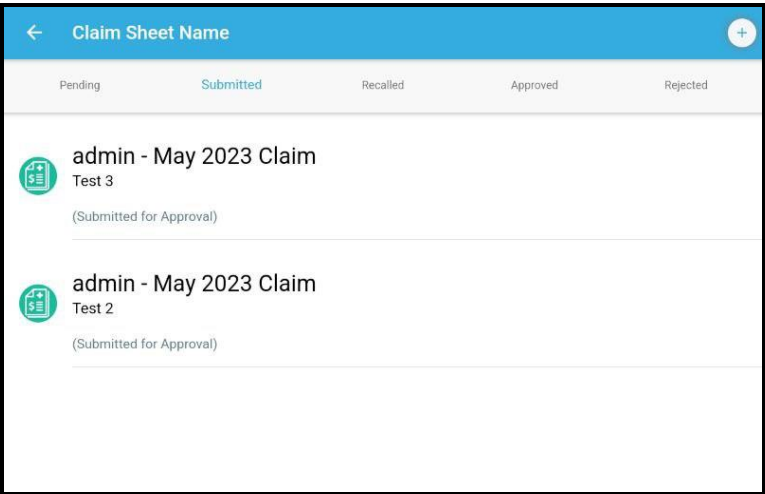 Claim Sheet Name
Pending Submitted Recalled Approved Rejected
admin - May 2023 Claim
Test 3
(Submitted for Approval)
admin - May 2023 Claim
Test 2
(Submitted for Approval)